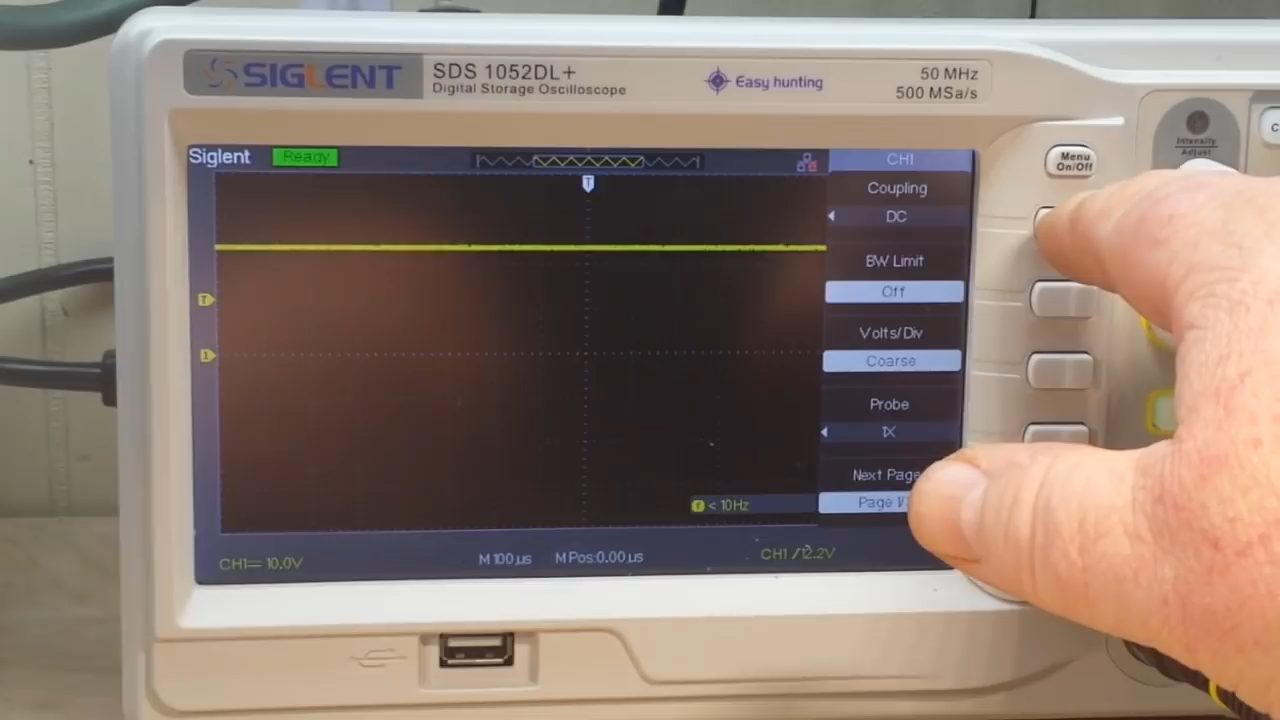 SIGLENT
SDS 1052DL+
Digital Storage Oscilloscope
Easy hunting
50 MHz
500 MSa/s
Intensity
Adjust
Menu
On/Off
Siglent
Ready
T
CH1
Coupling
DC
BW Limit
Off
Volts/Div
Coarse
Probe
1X
Next Page
Page
T
1
f < 10Hz
CH1 10.0V
M 100µs
M Pos:0.00µs
CH1 /12.2V